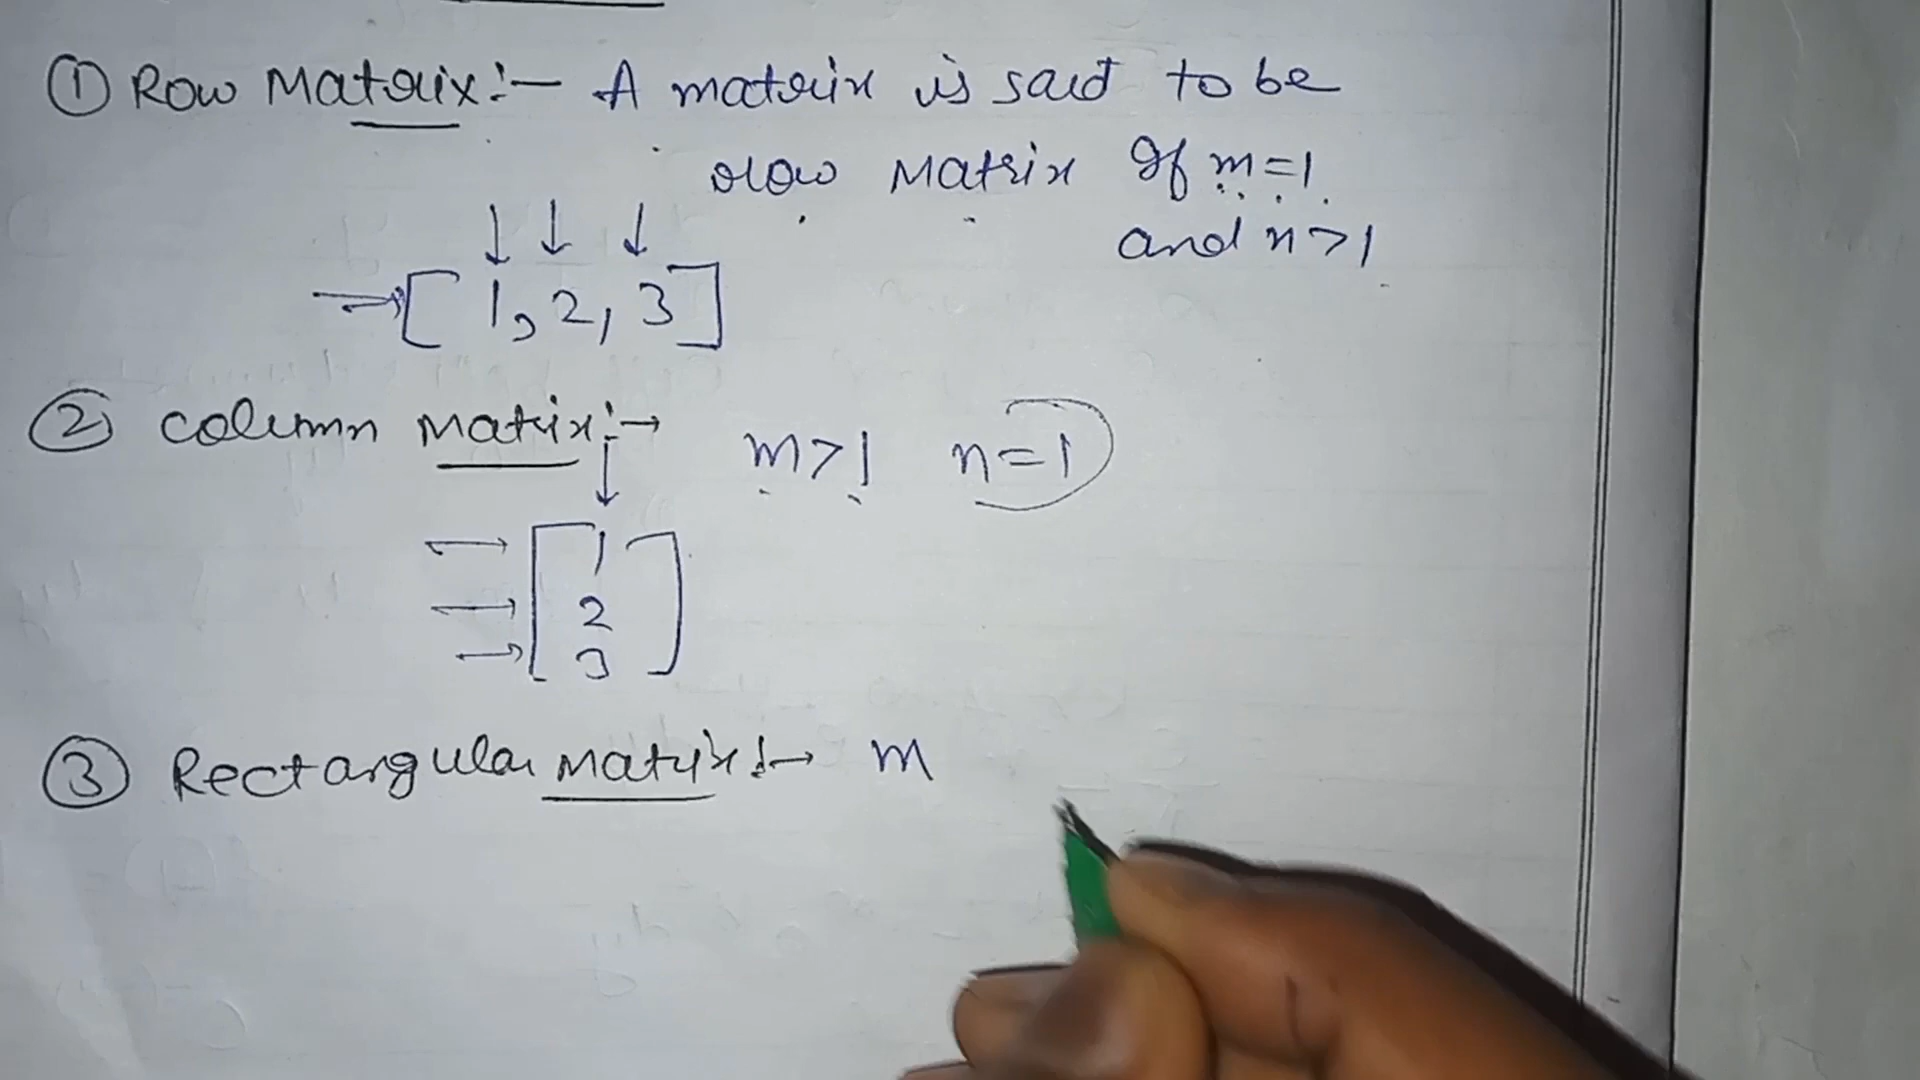 ① Row Matrix:- A matrix is said to be
row Matrix If m=1
and n>1
[1, 2, 3]
② column matrix:→ m>1 n=1
[1
2
3]
③ Rectangular matrix:→ m